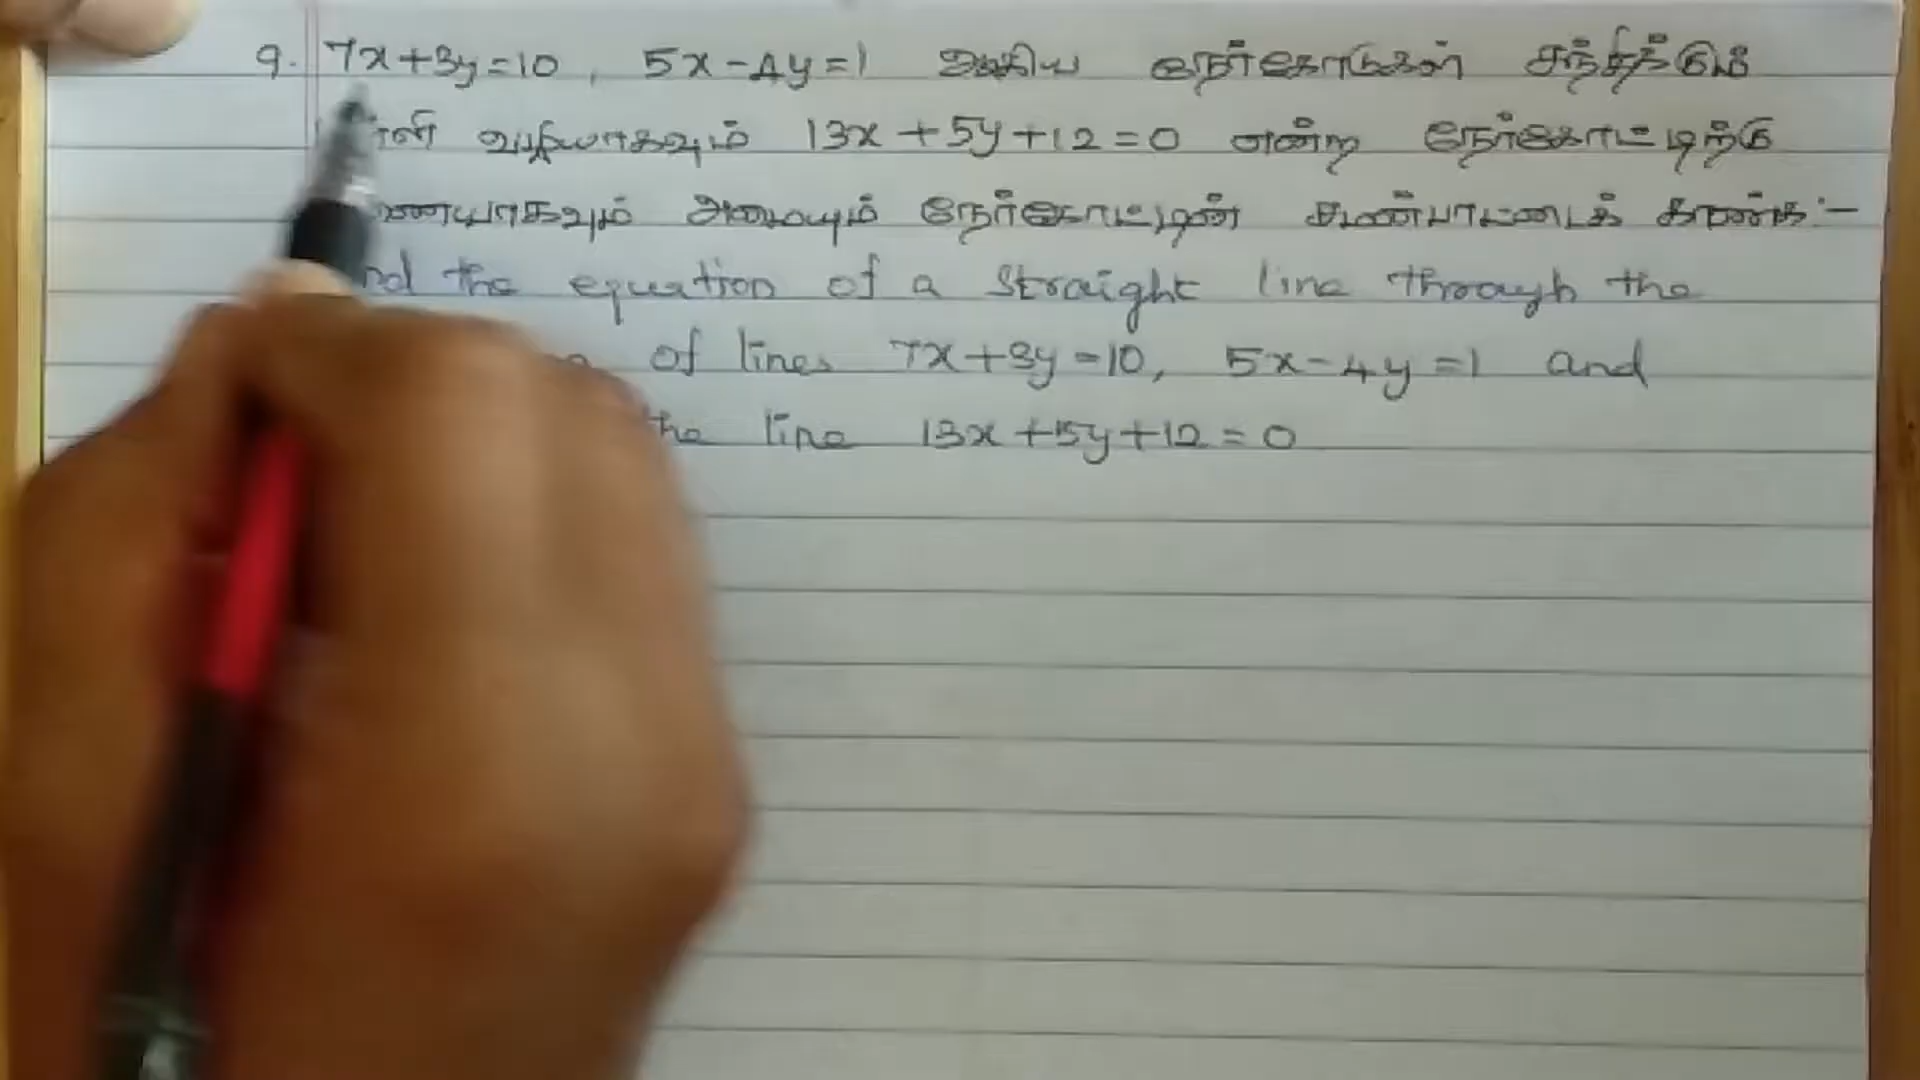 9. 7x+3y=10, 5x-4y=1 ஆகிய நேர்கோடுகள் சந்திக்கும்
வழியாகவும் 13x+5y+12=0 என்ற நேர்கோட்டிற்கு
அமையும் நேர்கோட்டின் சமன்பாட்டைக் காண்க:-
the equation of a straight line through the
of lines 7x+3y=10, 5x-4y=1 and
the line 13x+5y+12=0